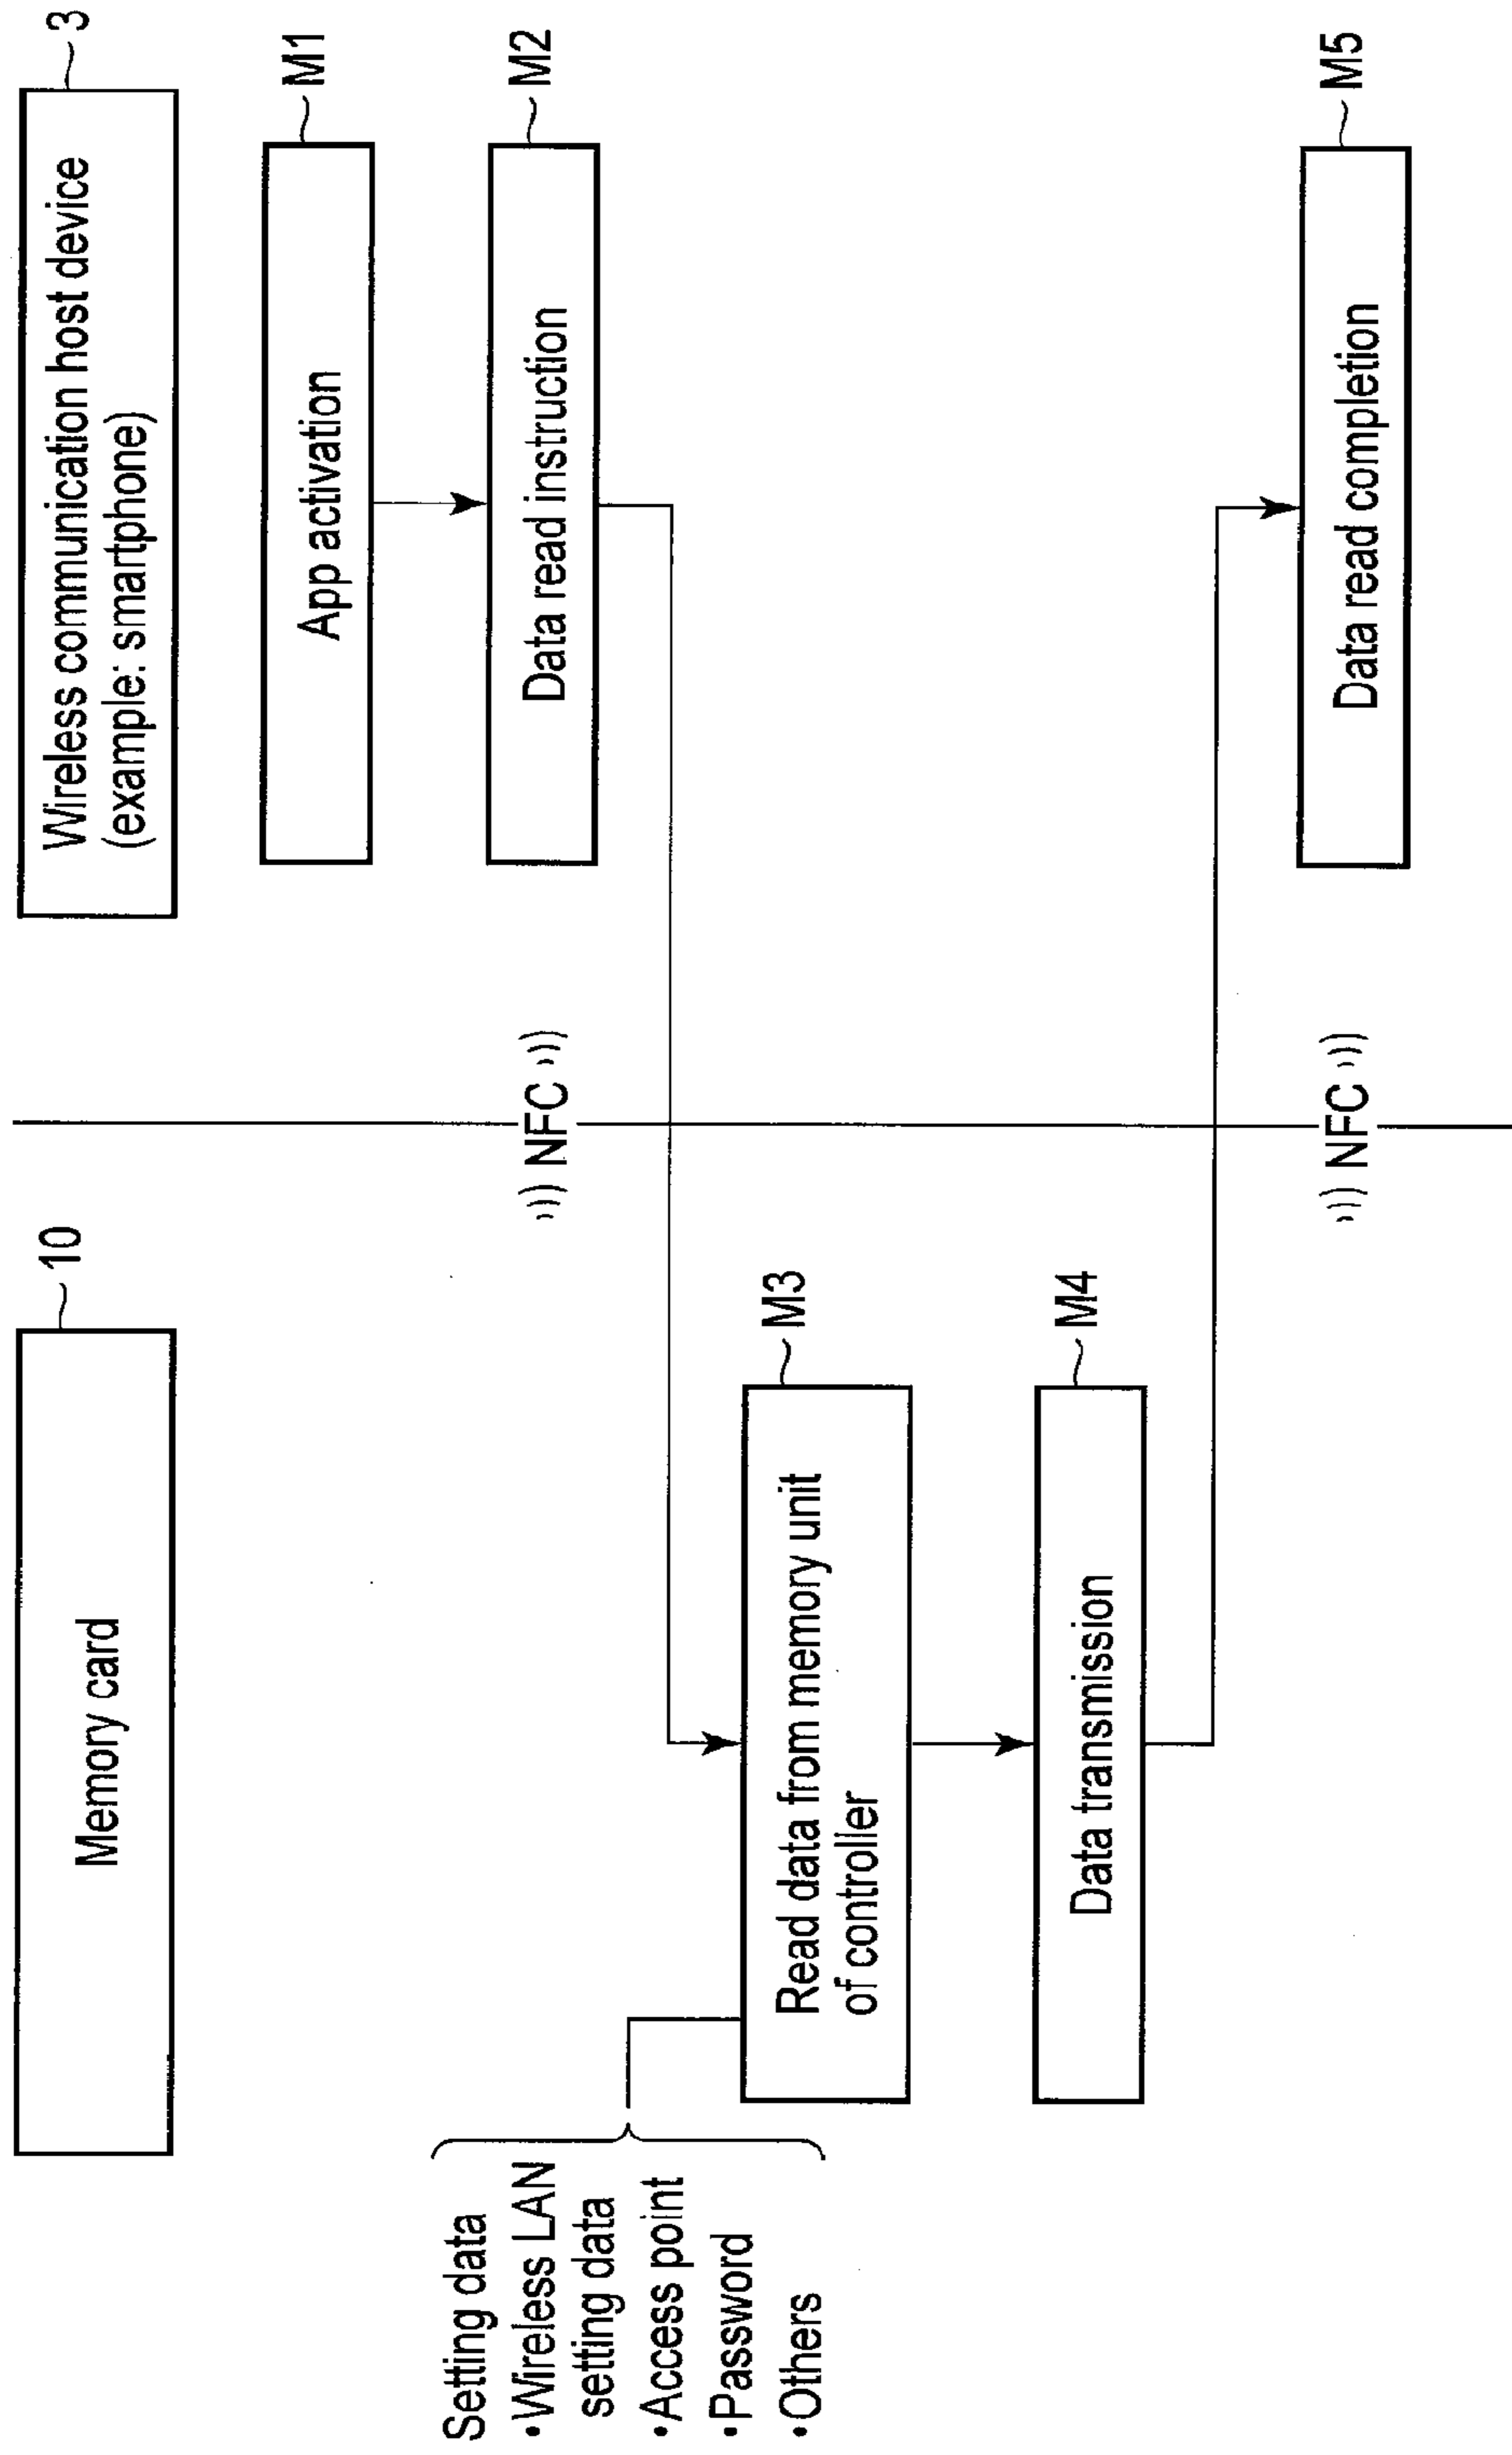 Memory card
10
Wireless communication host device
(example: smartphone)
3
App activation
M1
Data read instruction
M2
NFC
Setting data
•Wireless LAN
setting data
•Access point
•Password
•Others
Read data from memory unit
of controller
M3
Data transmission
M4
NFC
Data read completion
M5